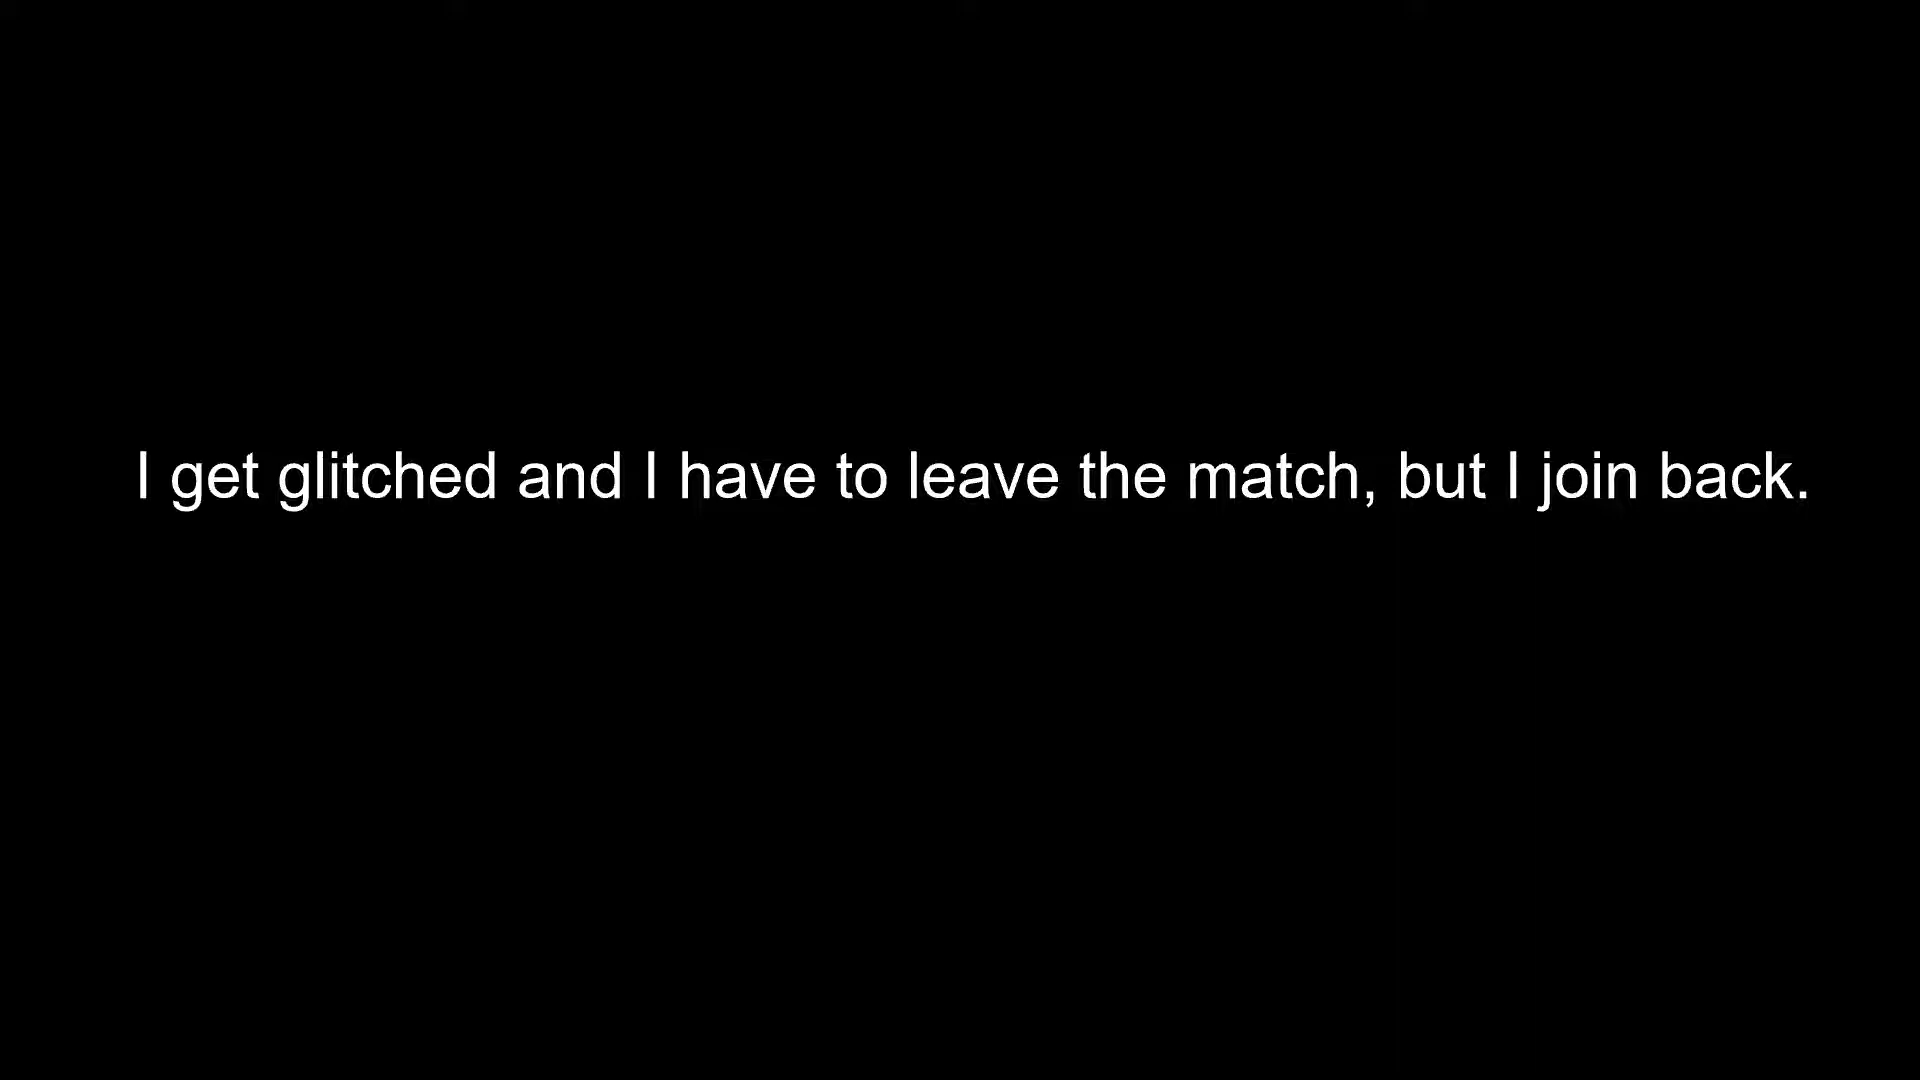 I get glitched and I have to leave the match, but I join back.